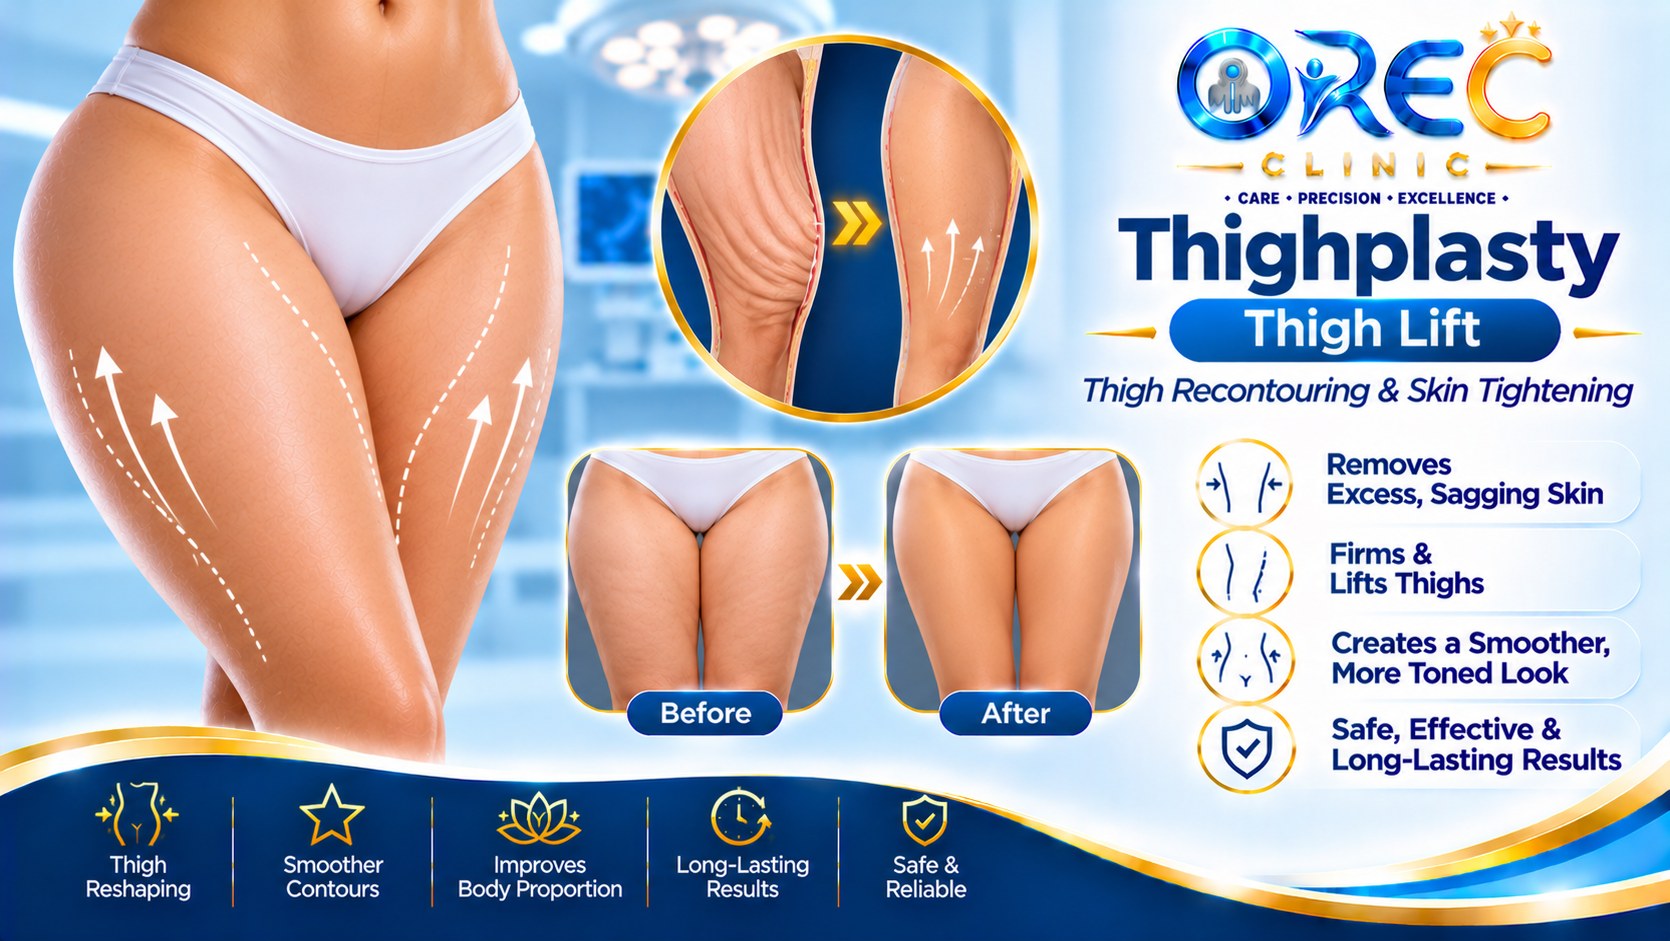 OREC
CLINIC
• CARE • PRECISION • EXCELLENCE •
Thighplasty
Thigh Lift
Thigh Recontouring & Skin Tightening
Removes
Excess, Sagging Skin
Firms &
Lifts Thighs
Creates a Smoother,
More Toned Look
Safe, Effective &
Long-Lasting Results
Before
After
Thigh
Reshaping
Smoother
Contours
Improves
Body Proportion
Long-Lasting
Results
Safe &
Reliable